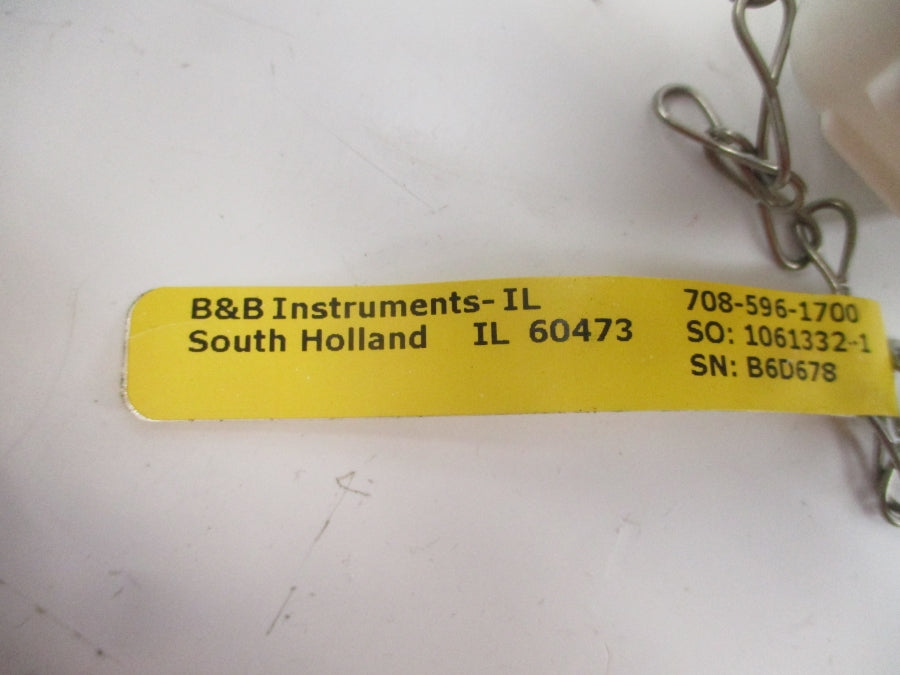 B&B Instruments-IL 708-596-1700
South Holland IL 60473 SO: 1061332-1
SN: B6D678